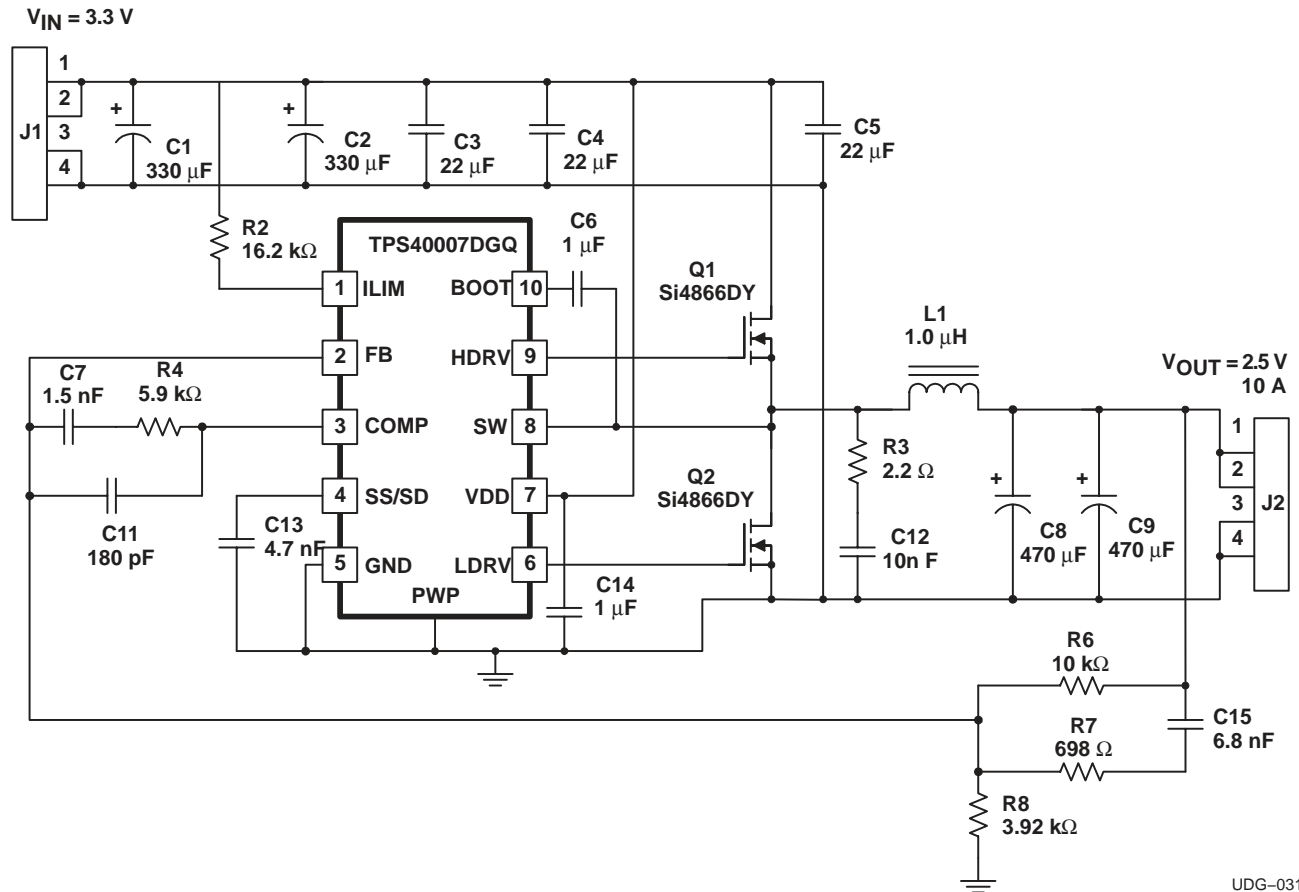 VIN = 3.3 V
1
2
J1
3
4
+
C1
330 μF
+
C2
330 μF
C3
22 μF
C4
22 μF
C5
22 μF
R2
16.2 kΩ
TPS40007DGQ
C6
1 μF
1 ILIM
BOOT 10
2 FB
HDRV 9
3 COMP
SW 8
4 SS/SD
VDD 7
5 GND
LDRV 6
PWP
Q1
Si4866DY
L1
1.0 μH
VOUT = 2.5 V
10 A
C7
1.5 nF
R4
5.9 kΩ
C11
180 pF
C13
4.7 nF
C14
1 μF
Q2
Si4866DY
R3
2.2 Ω
C12
10n F
+
C8
470 μF
+
C9
470 μF
1
2
3
J2
4
R6
10 kΩ
R7
698 Ω
C15
6.8 nF
R8
3.92 kΩ
UDG–031